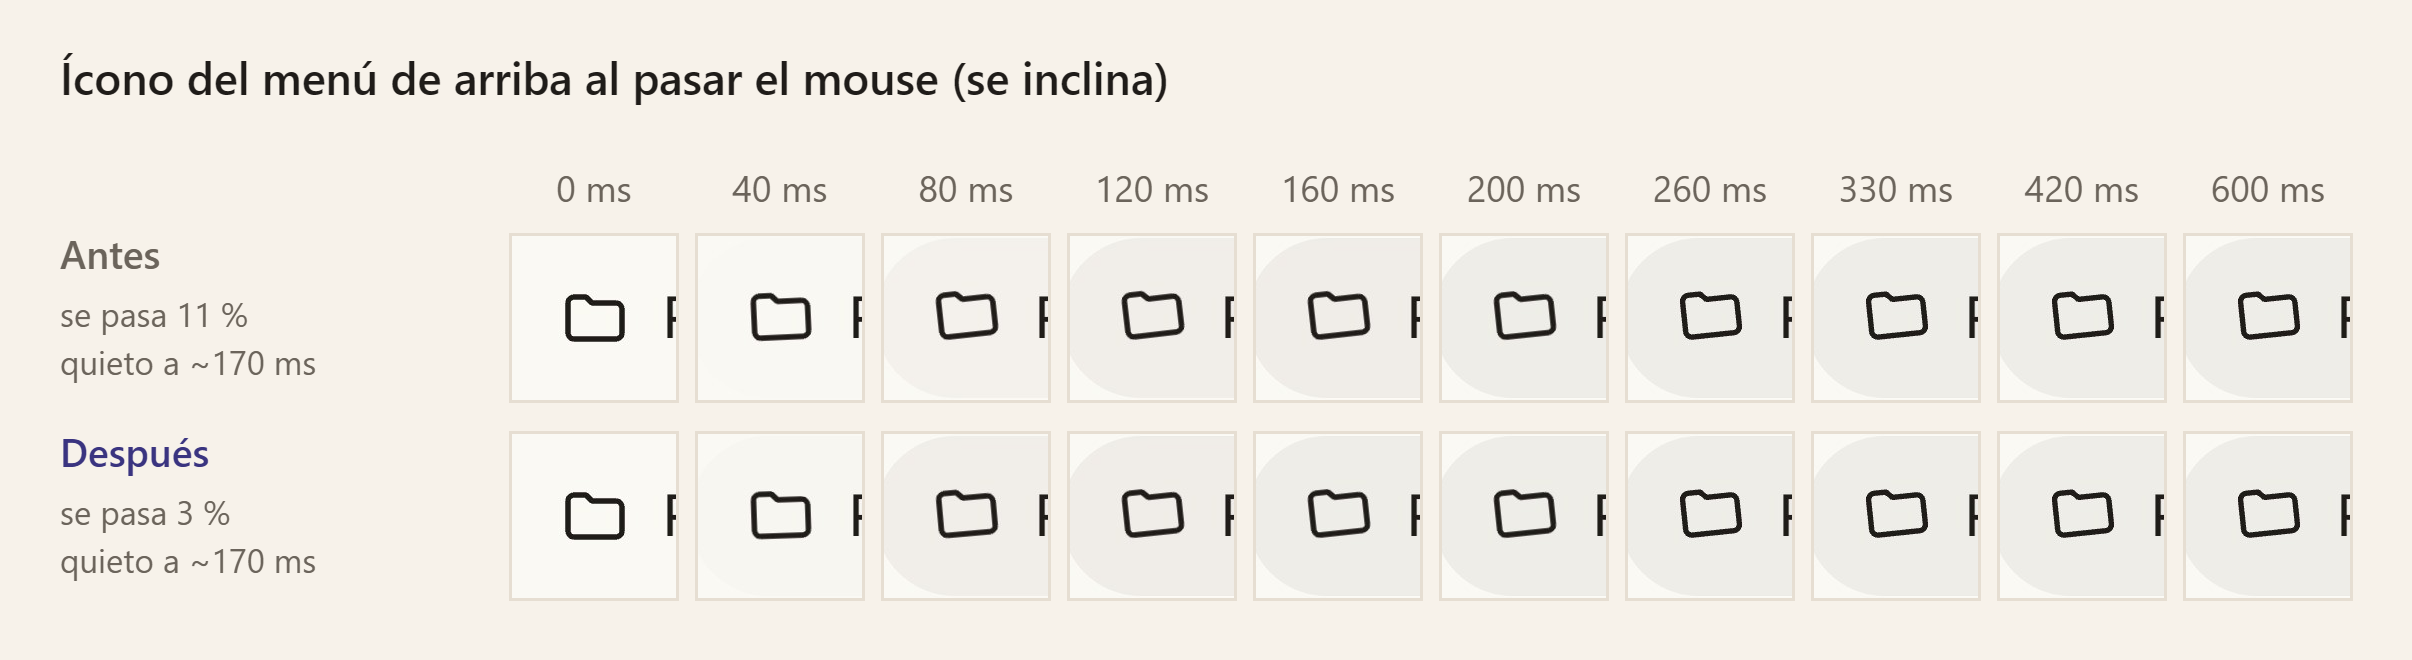 Ícono del menú de arriba al pasar el mouse (se inclina)
0 ms 40 ms 80 ms 120 ms 160 ms 200 ms 260 ms 330 ms 420 ms 600 ms
Antes
se pasa 11 %
quieto a ~170 ms
Después
se pasa 3 %
quieto a ~170 ms